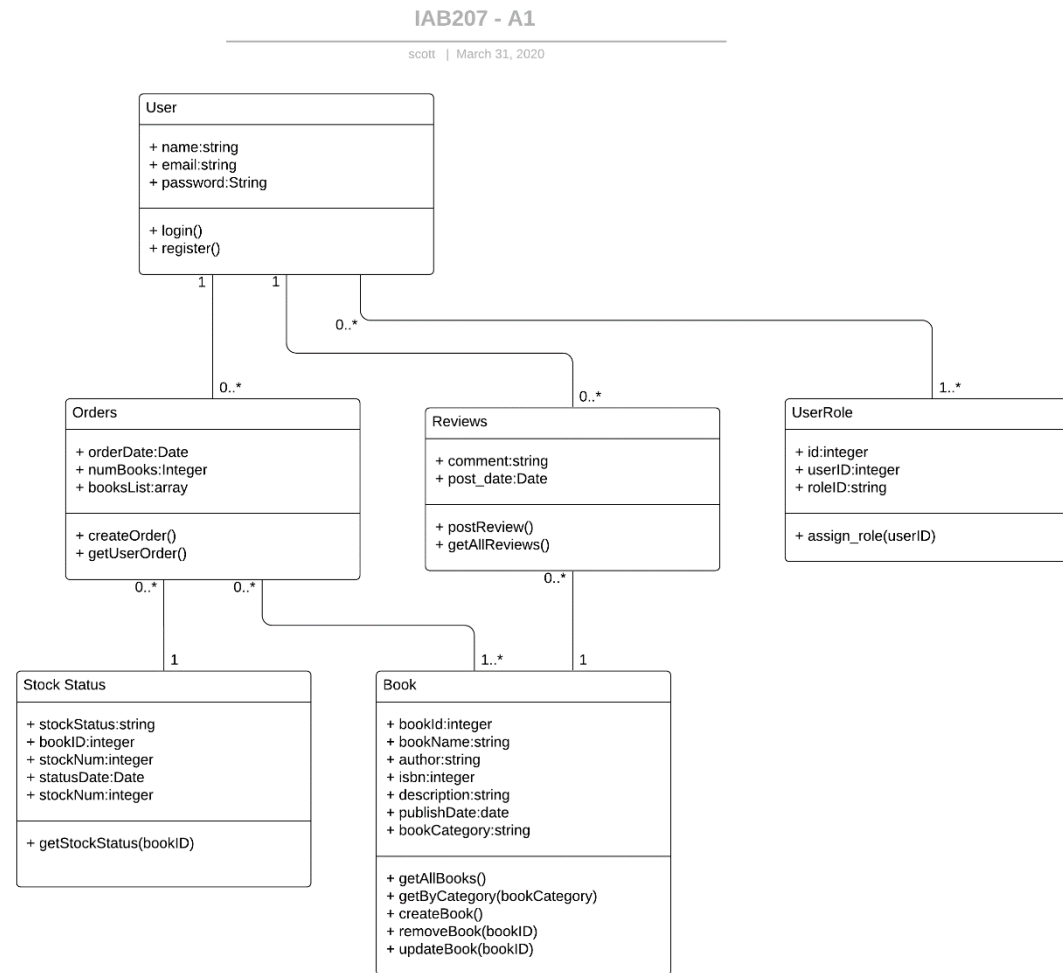 IAB207 - A1
scott | March 31, 2020
User
+ name:string
+ email:string
+ password:String
+ login()
+ register()
1
1
0..*
0..*
0..*
1..*
Orders
+ orderDate:Date
+ numBooks:Integer
+ booksList:array
+ createOrder()
+ getUserOrder()
Reviews
+ comment:string
+ post_date:Date
+ postReview()
+ getAllReviews()
UserRole
+ id:integer
+ userID:integer
+ roleID:string
+ assign_role(userID)
0..*
0..*
0..*
1
1..*
1
Stock Status
+ stockStatus:string
+ bookID:integer
+ stockNum:integer
+ statusDate:Date
+ stockNum:integer
+ getStockStatus(bookID)
Book
+ bookId:integer
+ bookName:string
+ author:string
+ isbn:integer
+ description:string
+ publishDate:date
+ bookCategory:string
+ getAllBooks()
+ getByCategory(bookCategory)
+ createBook()
+ removeBook(bookID)
+ updateBook(bookID)